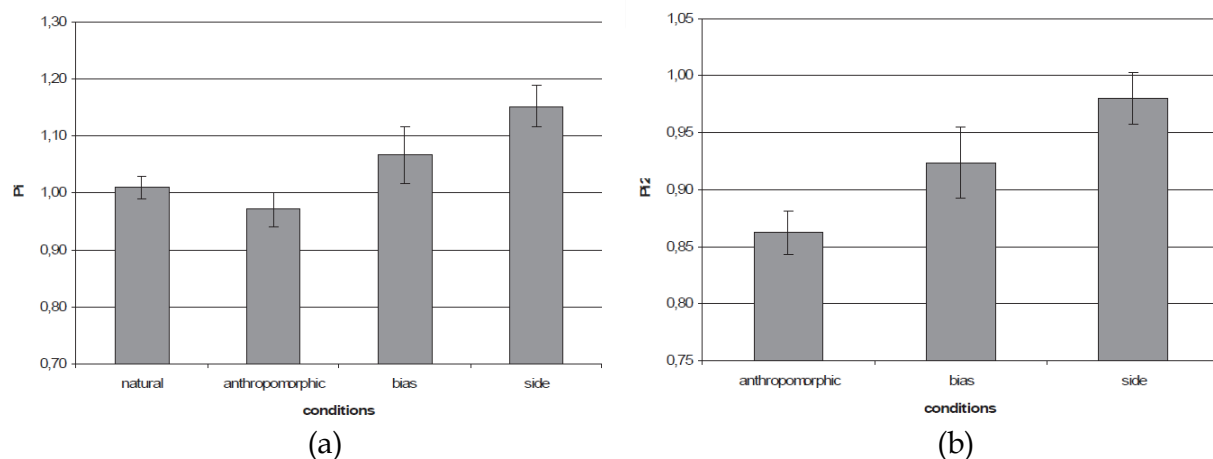 1,30
1,20
1,10
1,00
0,90
0,80
0,70
Pi
natural anthropomorphic bias side
conditions
(a)
1,05
1,00
0,95
0,90
0,85
0,80
0,75
Pi2
anthropomorphic bias side
conditions
(b)